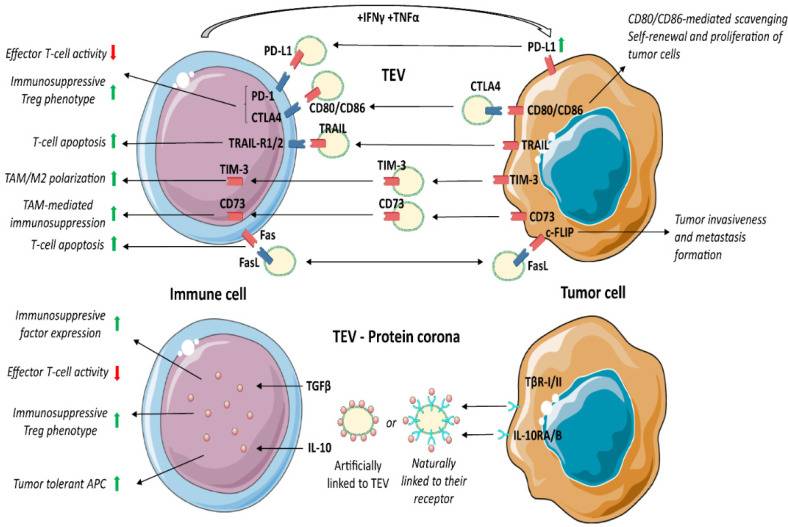 +IFNγ +TNFα
CD80/CD86-mediated scavenging
Self-renewal and proliferation of
tumor cells
PD-L1
PD-L1
Effector T-cell activity
TEV
Immunosuppressive
Treg phenotype
PD-1
CTLA4
CD80/CD86
CTLA4
CD80/CD86
T-cell apoptosis
TRAIL-R1/2
TRAIL
TRAIL
TAM/M2 polarization
TIM-3
TIM-3
TIM-3
TAM-mediated
immunosuppression
CD73
CD73
CD73
T-cell apoptosis
Fas
FasL
c-FLIP
FasL
Tumor invasiveness
and metastasis
formation
Immune cell
Tumor cell
Immunosuppresive
factor expression
TEV - Protein corona
Effector T-cell activity
TGFβ
TβR-I/II
Immunosuppressive
Treg phenotype
or
IL-10
IL-10RA/B
Artificially
linked to TEV
Naturally
linked to their
receptor
Tumor tolerant APC